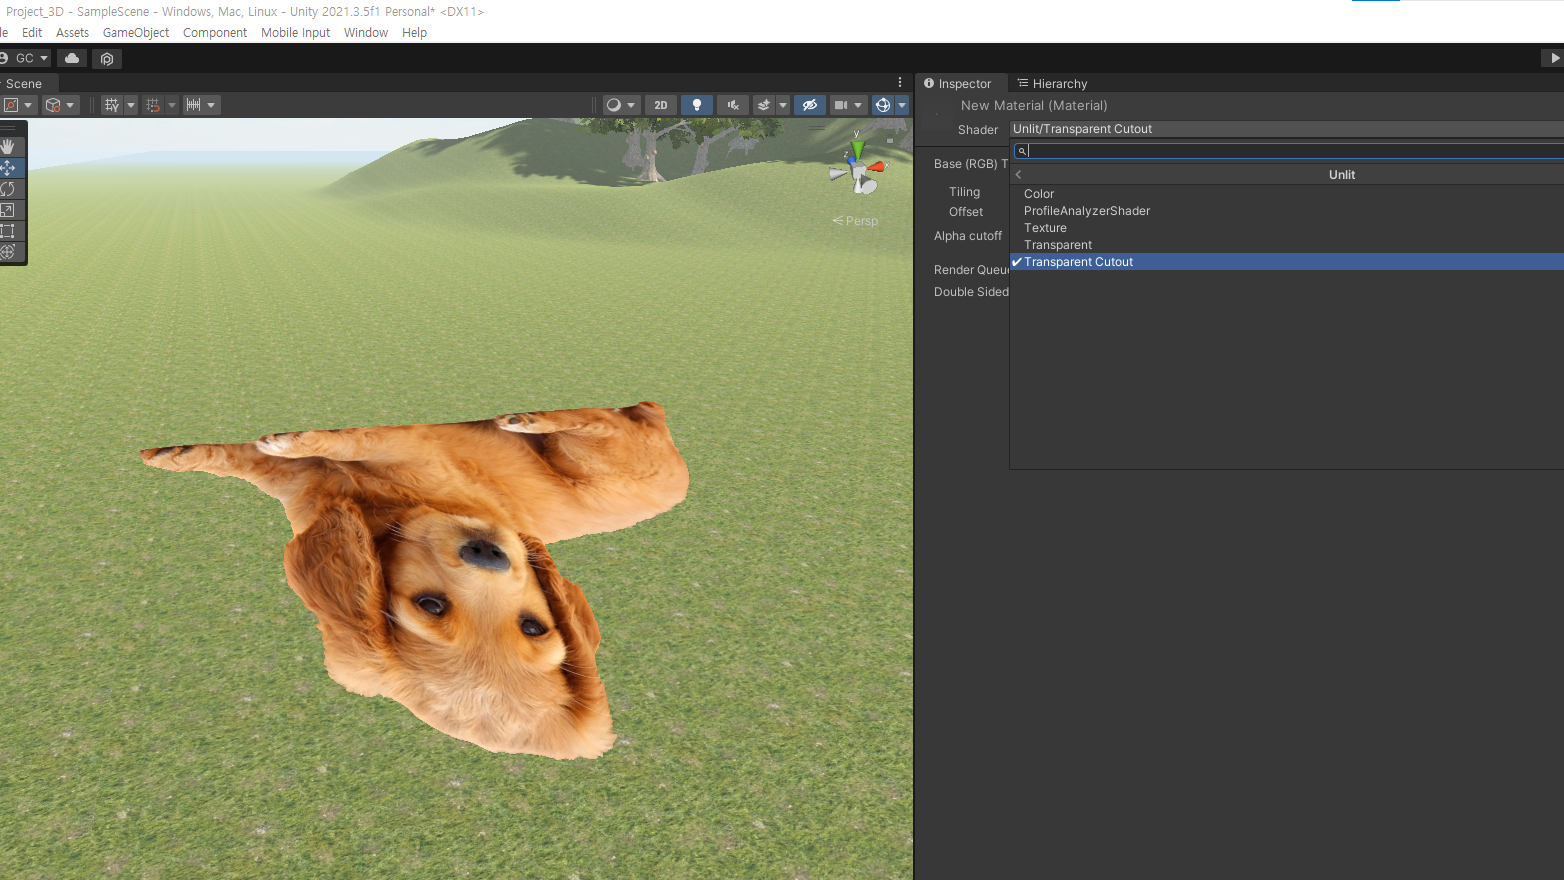 Project_3D - SampleScene - Windows, Mac, Linux - Unity 2021.3.5f1 Personal* <DX11>
Edit Assets GameObject Component Mobile Input Window Help
GC
Scene
Inspector Hierarchy
2D
New Material (Material)
Shader Unlit/Transparent Cutout
Base (RGB) T
Unlit
Tiling
Color
Offset
ProfileAnalyzerShader
Texture
Alpha cutoff
Transparent
Transparent Cutout
Render Queue
Double Sided
y
z
x
Persp